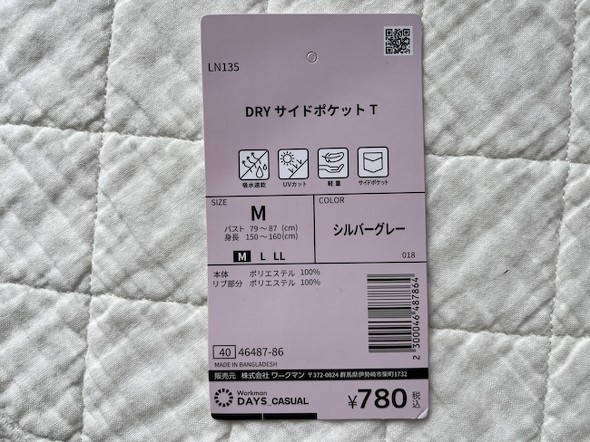 LN135
DRY サイドポケット T
吸水速乾
UVカット
軽量
サイドポケット
SIZE
M
バスト 79～87 (cm)
身長 150～160(cm)
M L LL
COLOR
シルバーグレー
018
本体 ポリエステル 100%
リブ部分 ポリエステル 100%
2 300046 487864
40 46487-86
MADE IN BANGLADESH
販売元 株式会社 ワークマン 〒372-0824 群馬県伊勢崎市柴町1732
Workman
DAYS_CASUAL
¥780 税込